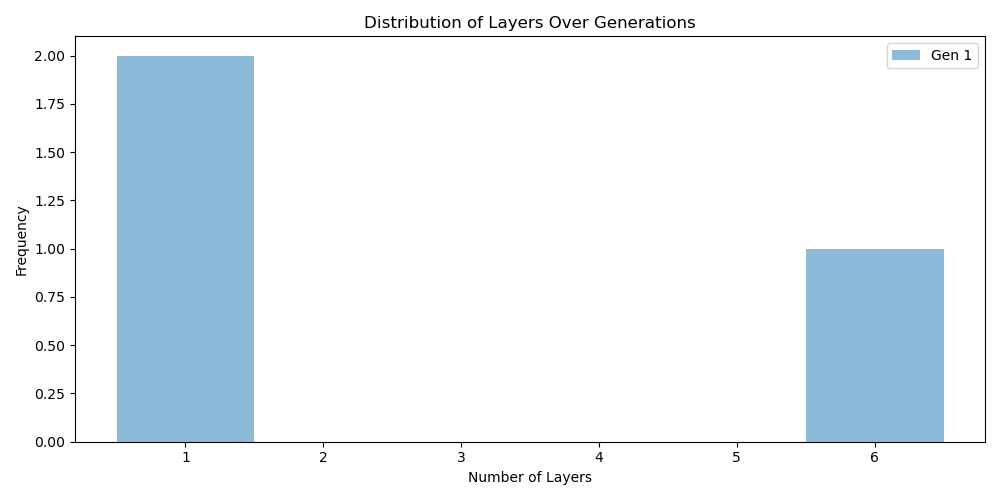 Distribution of Layers Over Generations
Gen 1
Frequency
2.00
1.75
1.50
1.25
1.00
0.75
0.50
0.25
0.00
1 2 3 4 5 6
Number of Layers